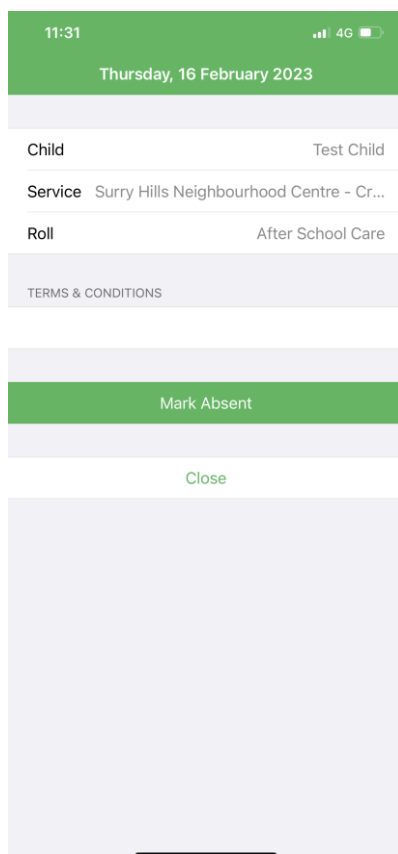 11:31 4G
Thursday, 16 February 2023
Child Test Child
Service Surry Hills Neighbourhood Centre - Cr...
Roll After School Care
TERMS & CONDITIONS
Mark Absent
Close